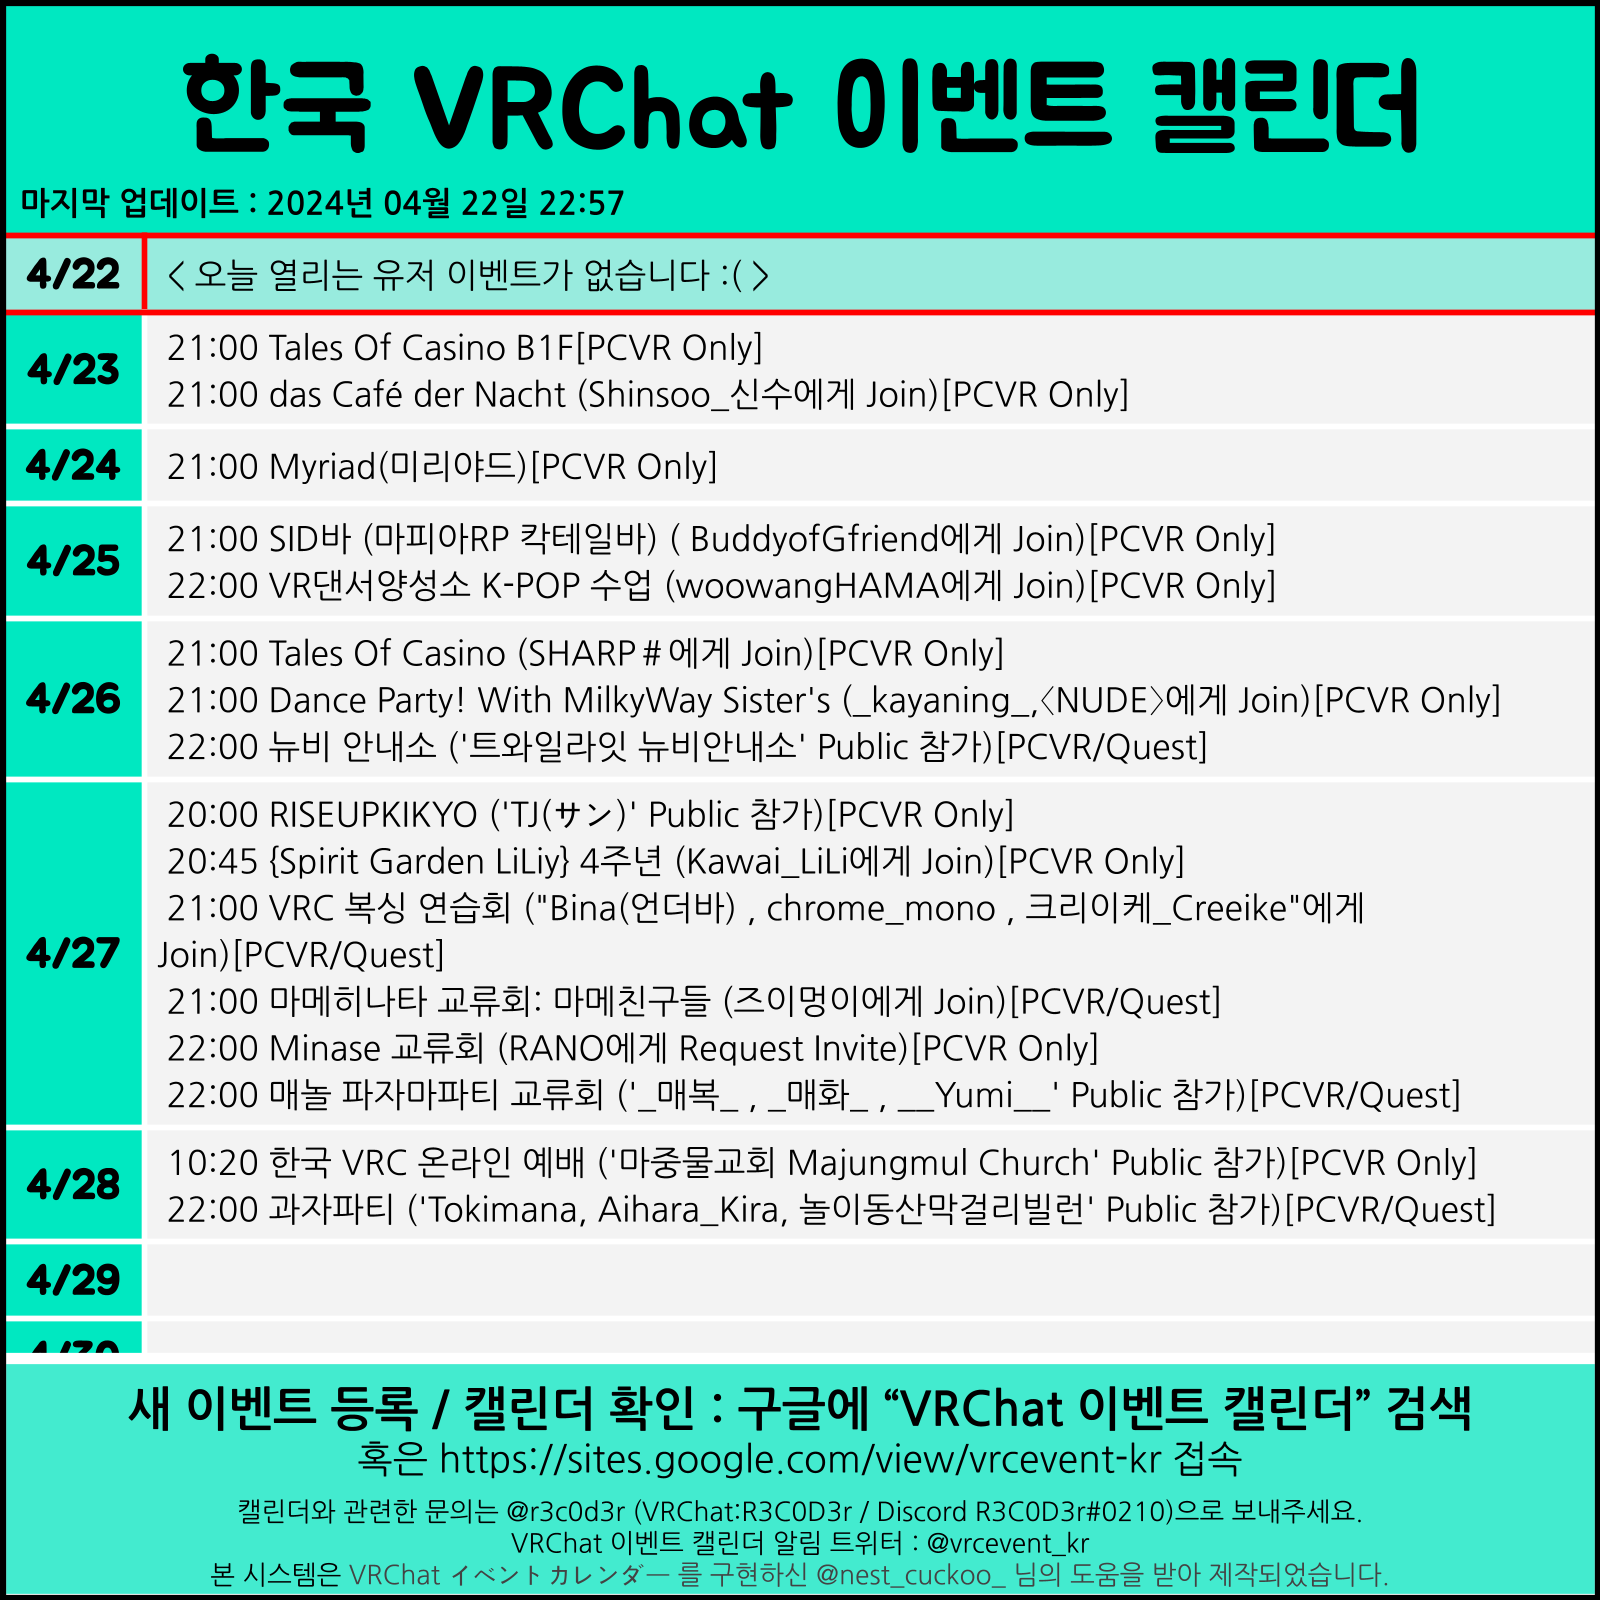 한국 VRChat 이벤트 캘린더
마지막 업데이트 : 2024년 04월 22일 22:57
4/22
< 오늘 열리는 유저 이벤트가 없습니다 :( >
4/23
21:00 Tales Of Casino B1F[PCVR Only]
21:00 das Café der Nacht (Shinsoo_신수에게 Join)[PCVR Only]
4/24
21:00 Myriad(미리야드)[PCVR Only]
4/25
21:00 SID바 (마피아RP 칵테일바) ( BuddyofGfriend에게 Join)[PCVR Only]
22:00 VR댄서양성소 K-POP 수업 (woowangHAMA에게 Join)[PCVR Only]
4/26
21:00 Tales Of Casino (SHARP＃에게 Join)[PCVR Only]
21:00 Dance Party! With MilkyWay Sister's (_kayaning_,〈NUDE〉에게 Join)[PCVR Only]
22:00 뉴비 안내소 ('트와일라잇 뉴비안내소' Public 참가)[PCVR/Quest]
4/27
20:00 RISEUPKIKYO ('TJ(サン)' Public 참가)[PCVR Only]
20:45 {Spirit Garden LiLiy} 4주년 (Kawai_LiLi에게 Join)[PCVR Only]
21:00 VRC 복싱 연습회 ("Bina(언더바) , chrome_mono , 크리이케_Creeike"에게
Join)[PCVR/Quest]
21:00 마메히나타 교류회: 마메친구들 (즈이멍이에게 Join)[PCVR/Quest]
22:00 Minase 교류회 (RANO에게 Request Invite)[PCVR Only]
22:00 매놀 파자마파티 교류회 ('_매복_ , _매화_ , __Yumi__' Public 참가)[PCVR/Quest]
4/28
10:20 한국 VRC 온라인 예배 ('마중물교회 Majungmul Church' Public 참가)[PCVR Only]
22:00 과자파티 ('Tokimana, Aihara_Kira, 놀이동산막걸리빌런' Public 참가)[PCVR/Quest]
4/29
4/30
새 이벤트 등록 / 캘린더 확인 : 구글에 “VRChat 이벤트 캘린더” 검색
혹은 https://sites.google.com/view/vrcevent-kr 접속
캘린더와 관련한 문의는 @r3c0d3r (VRChat:R3C0D3r / Discord R3C0D3r#0210)으로 보내주세요.
VRChat 이벤트 캘린더 알림 트위터 : @vrcevent_kr
본 시스템은 VRChat イベントカレンダー 를 구현하신 @nest_cuckoo_ 님의 도움을 받아 제작되었습니다.